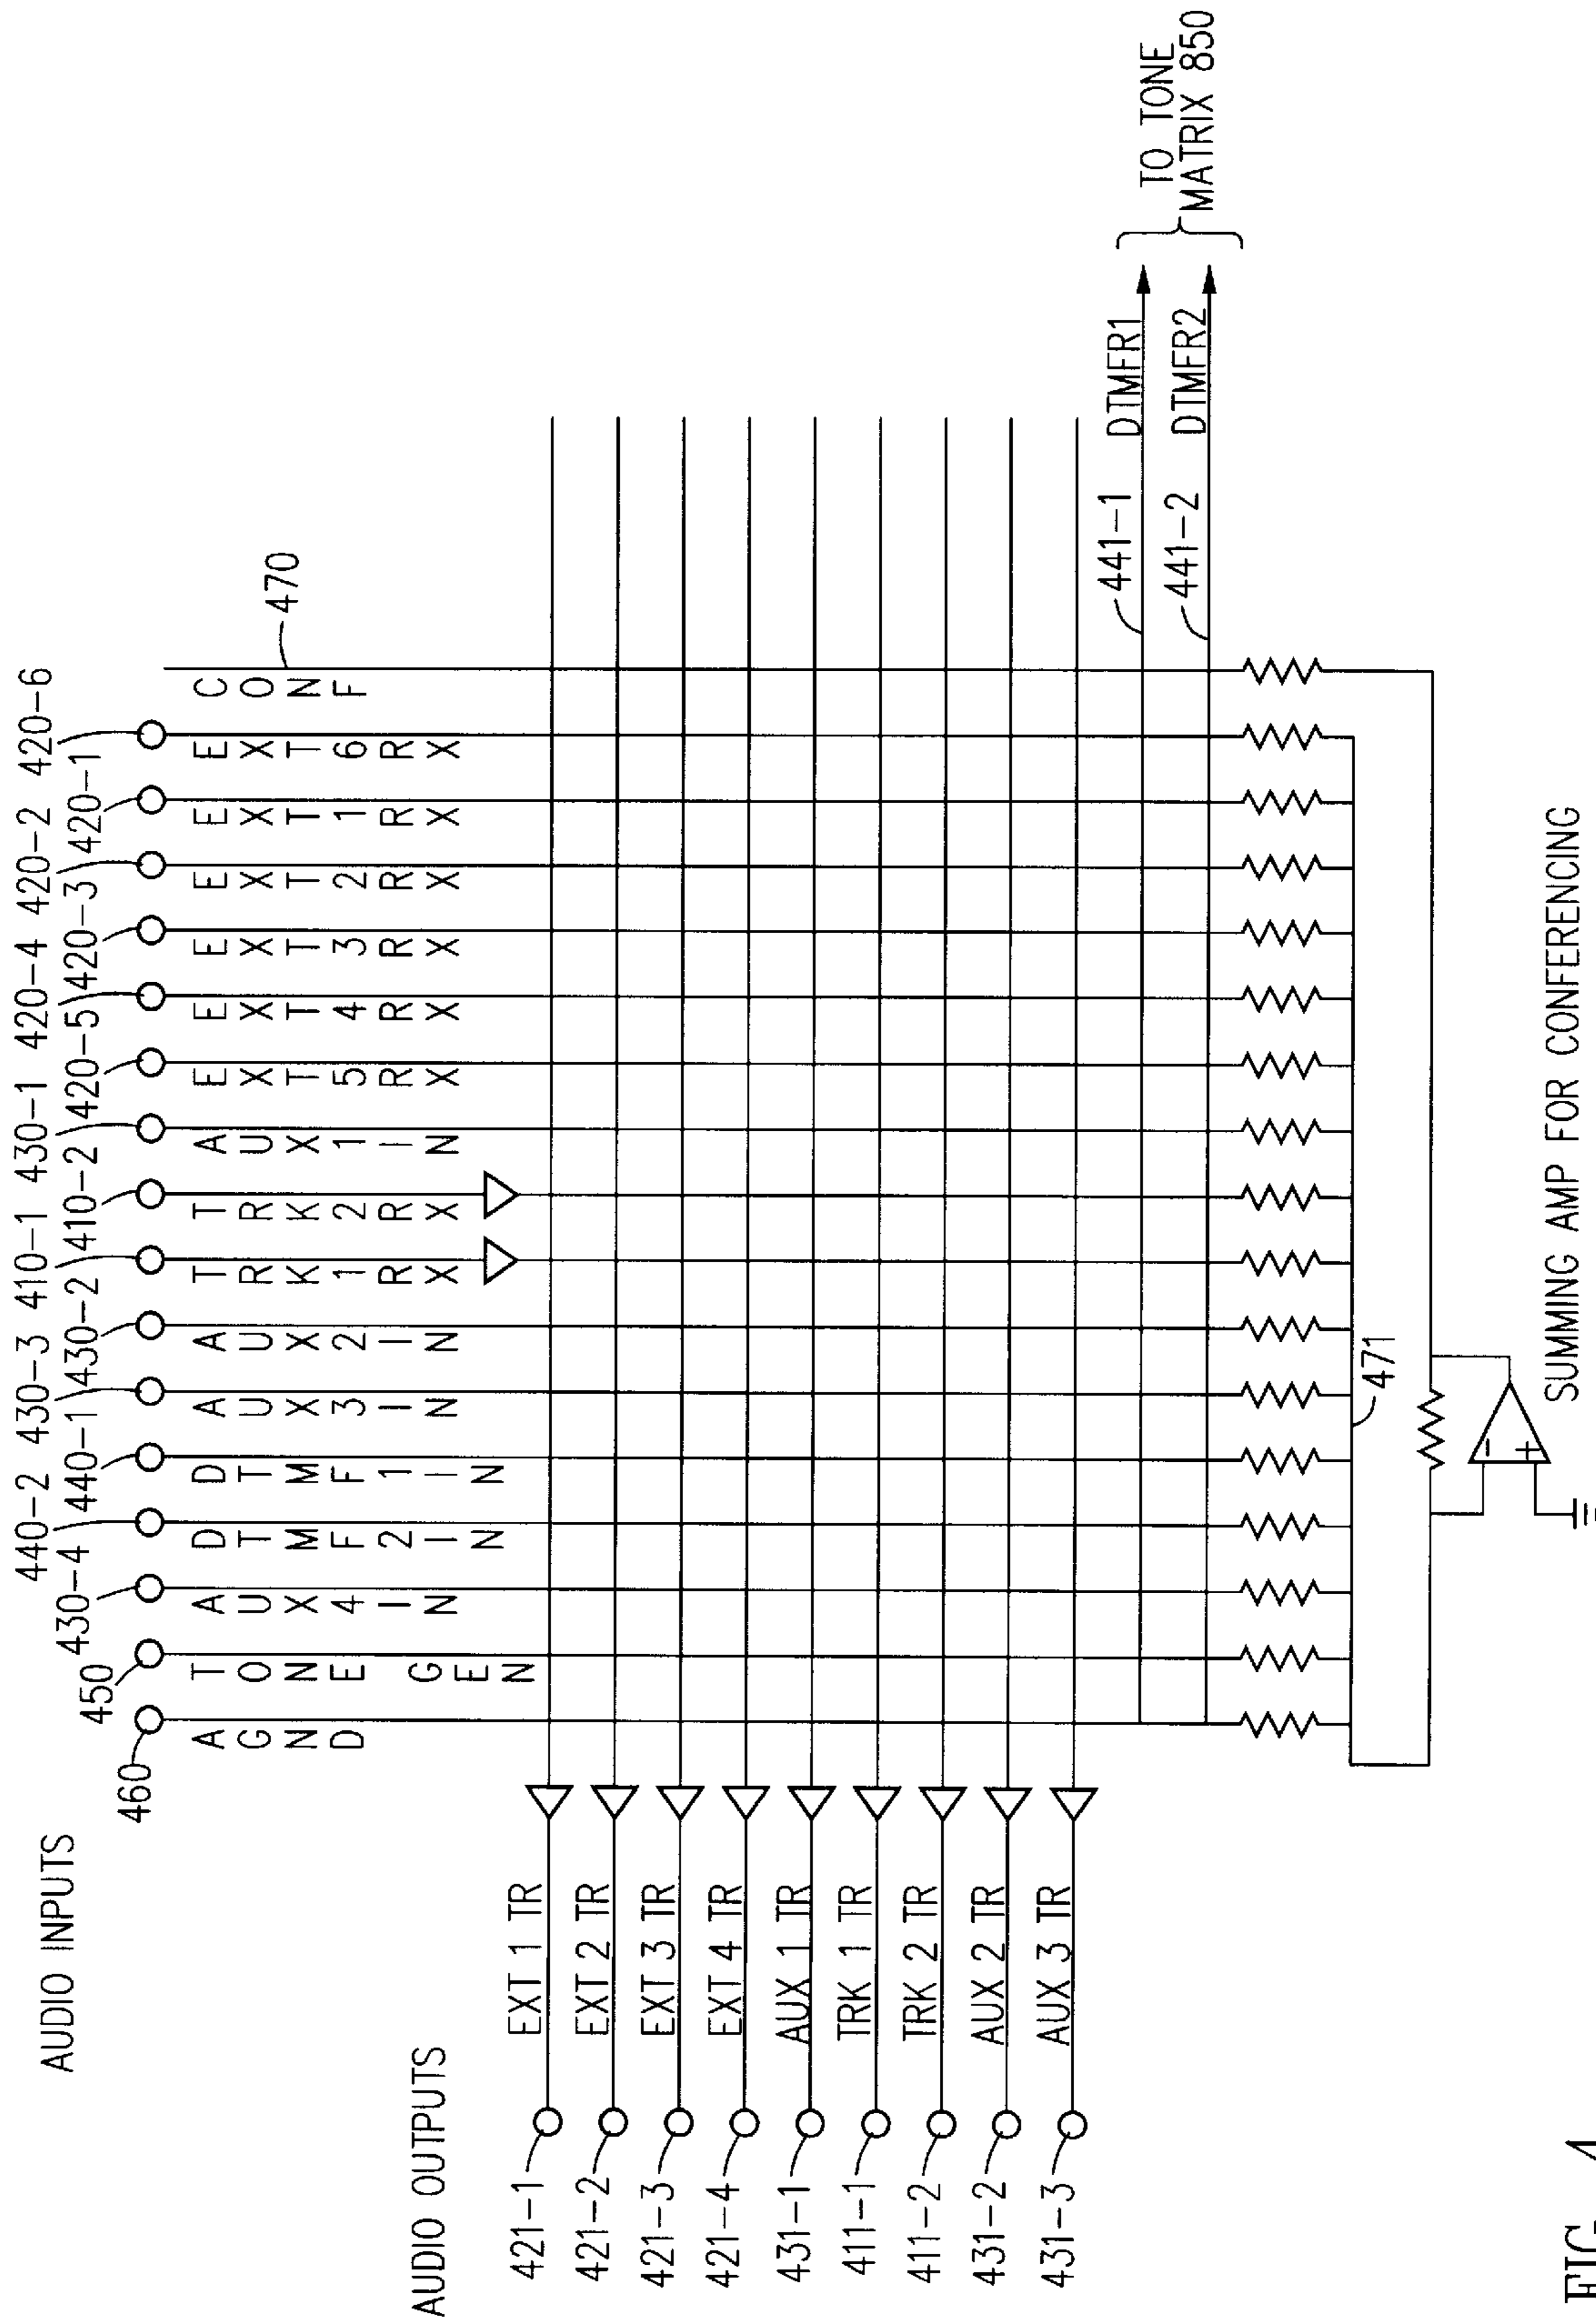 AUDIO INPUTS
460
450
430-4
440-2
440-1
430-3
430-2
410-1
410-2
430-1
420-5
420-4
420-3
420-2
420-1
420-6
AGND
TONE GEN
AUX4IN
DTMF2IN
DTMF1IN
AUX3IN
AUX2IN
TRK1RX
TRK2RX
AUX1IN
EXT5RX
EXT4RX
EXT3RX
EXT2RX
EXT1RX
EXT6RX
CONF
470
AUDIO OUTPUTS
421-1 EXT 1 TR
421-2 EXT 2 TR
421-3 EXT 3 TR
421-4 EXT 4 TR
431-1 AUX 1 TR
411-1 TRK 1 TR
411-2 TRK 2 TR
431-2 AUX 2 TR
431-3 AUX 3 TR
441-1 DTMFR1
441-2 DTMFR2
TO TONE
MATRIX 850
471
- +
SUMMING AMP FOR CONFERENCING
FIG. 4